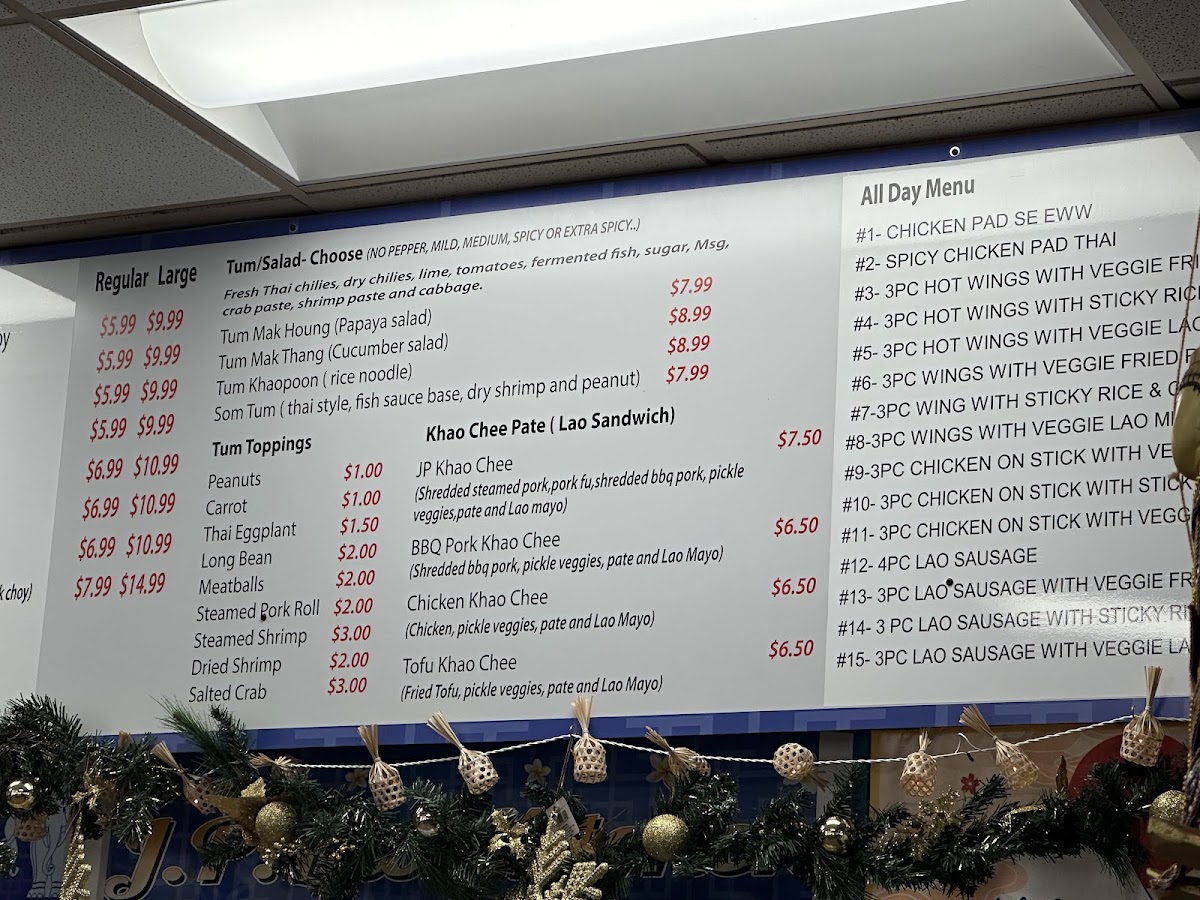 k choy)
Regular Large
$5.99 $9.99
$5.99 $9.99
$5.99 $9.99
$5.99 $9.99
$6.99 $10.99
$6.99 $10.99
$6.99 $10.99
$7.99 $14.99
Tum/Salad- Choose (NO PEPPER, MILD, MEDIUM, SPICY OR EXTRA SPICY..)
Fresh Thai chilies, dry chilies, lime, tomatoes, fermented fish, sugar, Msg,
crab paste, shrimp paste and cabbage.
Tum Mak Houng (Papaya salad) $7.99
Tum Mak Thang (Cucumber salad) $8.99
Tum Khaopoon ( rice noodle) $8.99
Som Tum ( thai style, fish sauce base, dry shrimp and peanut) $7.99
Tum Toppings
Peanuts $1.00
Carrot $1.00
Thai Eggplant $1.50
Long Bean $2.00
Meatballs $2.00
Steamed Pork Roll $2.00
Steamed Shrimp $3.00
Dried Shrimp $2.00
Salted Crab $3.00
Khao Chee Pate ( Lao Sandwich)
JP Khao Chee $7.50
(Shredded steamed pork,pork fu,shredded bbq pork, pickle
veggies,pate and Lao mayo)
BBQ Pork Khao Chee $6.50
(Shredded bbq pork, pickle veggies, pate and Lao Mayo)
Chicken Khao Chee $6.50
(Chicken, pickle veggies, pate and Lao Mayo)
Tofu Khao Chee $6.50
(Fried Tofu, pickle veggies, pate and Lao Mayo)
All Day Menu
#1- CHICKEN PAD SE EWW
#2- SPICY CHICKEN PAD THAI
#3- 3PC HOT WINGS WITH VEGGIE FRI
#4- 3PC HOT WINGS WITH STICKY RIC
#5- 3PC HOT WINGS WITH VEGGIE LAO
#6- 3PC WINGS WITH VEGGIE FRIED
#7-3PC WING WITH STICKY RICE &
#8-3PC WINGS WITH VEGGIE LAO MI
#9-3PC CHICKEN ON STICK WITH VE
#10- 3PC CHICKEN ON STICK WITH STICK
#11- 3PC CHICKEN ON STICK WITH VEGG
#12- 4PC LAO SAUSAGE
#13- 3PC LAO SAUSAGE WITH VEGGIE FR
#14- 3 PC LAO SAUSAGE WITH STICKY RI
#15- 3PC LAO SAUSAGE WITH VEGGIE LA
J.P.